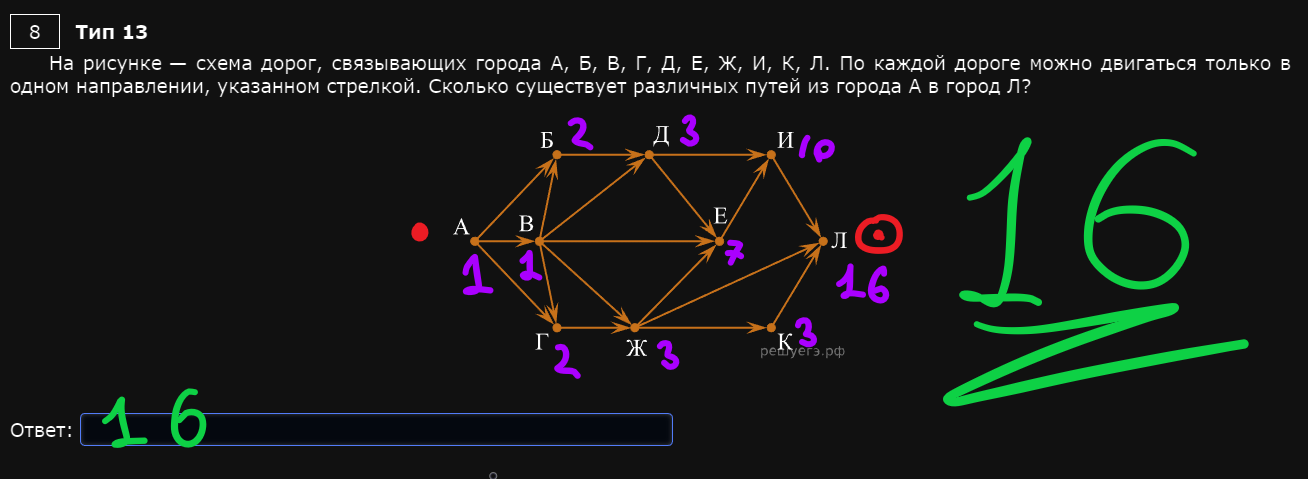 8 Тип 13
На рисунке — схема дорог, связывающих города А, Б, В, Г, Д, Е, Ж, И, К, Л. По каждой дороге можно двигаться только в
одном направлении, указанном стрелкой. Сколько существует различных путей из города А в город Л?
Б 2 Д 3 И 10
16
А В Е Л
1 1 7 16
Г Ж К 3
2 3 решуегэ.рф
Ответ: 16